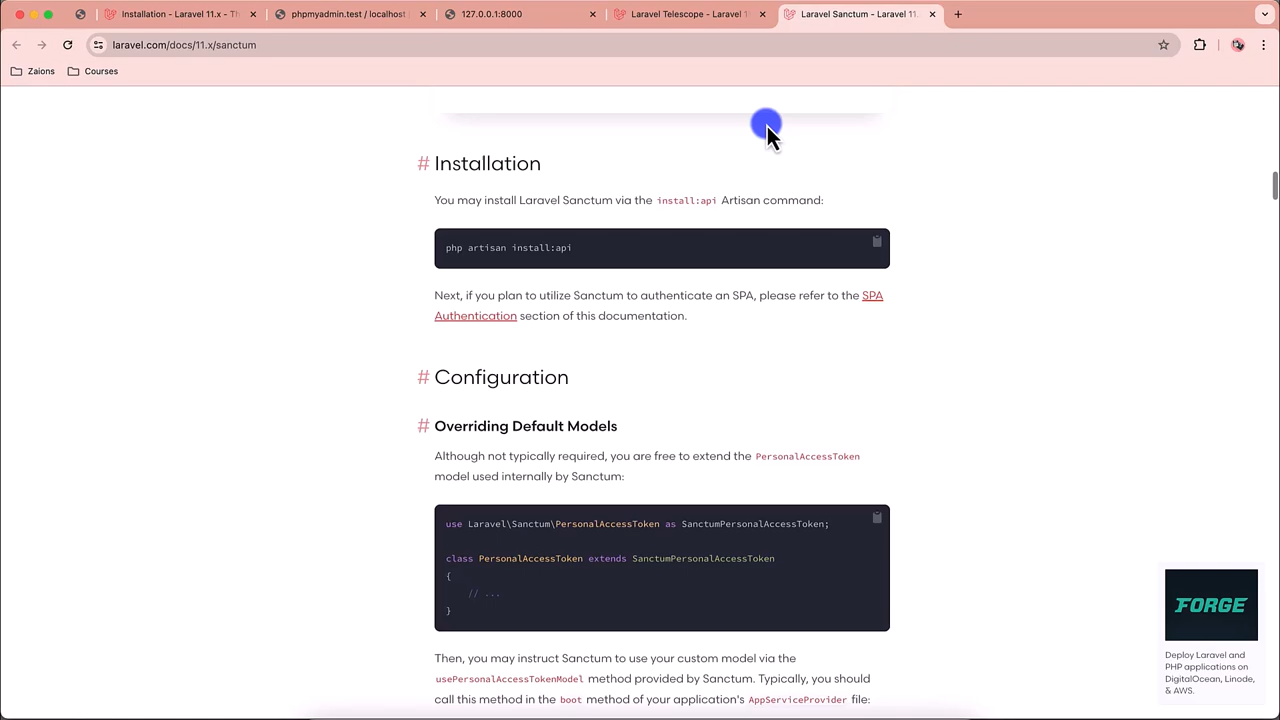 Installation - Laravel 11.x - Th
phpmyadmin.test / localhost
127.0.0.1:8000
Laravel Telescope - Laravel 1
Laravel Sanctum - Laravel 11.
laravel.com/docs/11.x/sanctum
Zaions
Courses
# Installation
You may install Laravel Sanctum via the install:api Artisan command:
php artisan install:api
Next, if you plan to utilize Sanctum to authenticate an SPA, please refer to the SPA
Authentication section of this documentation.
# Configuration
# Overriding Default Models
Although not typically required, you are free to extend the PersonalAccessToken
model used internally by Sanctum:
use Laravel\Sanctum\PersonalAccessToken as SanctumPersonalAccessToken;
class PersonalAccessToken extends SanctumPersonalAccessToken
{
// ...
}
Then, you may instruct Sanctum to use your custom model via the
usePersonalAccessTokenModel method provided by Sanctum. Typically, you should
call this method in the boot method of your application's AppServiceProvider file:
FORGE
Deploy Laravel and
PHP applications on
DigitalOcean, Linode,
& AWS.